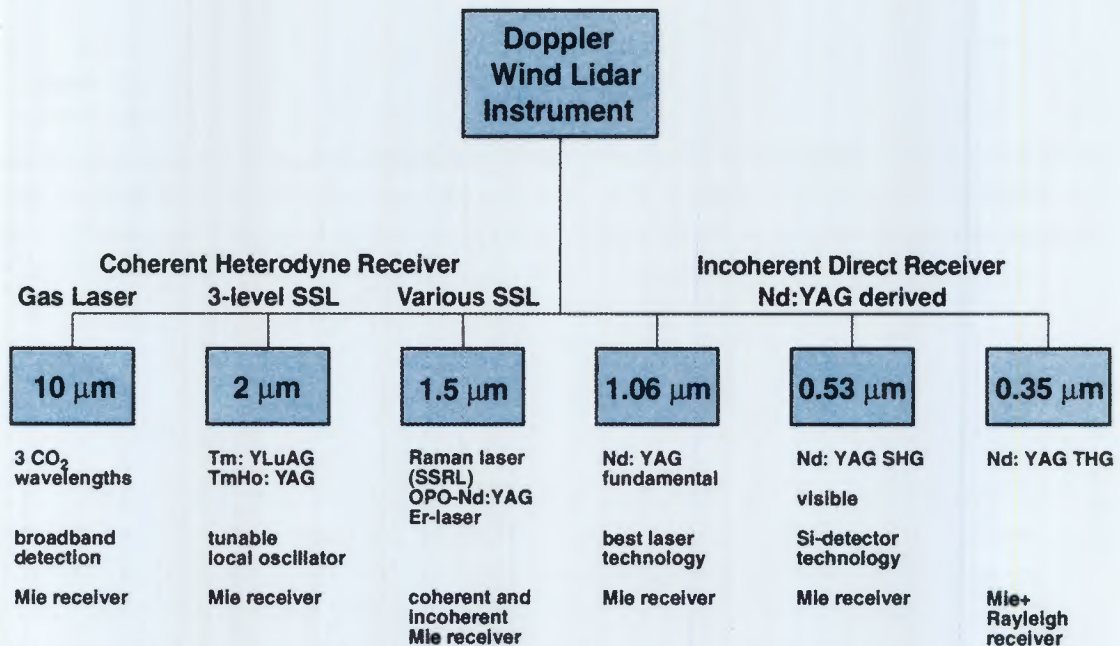 Doppler
Wind Lidar
Instrument
Coherent Heterodyne Receiver
Incoherent Direct Receiver
Gas Laser
3-level SSL
Various SSL
Nd:YAG derived
10 µm
2 µm
1.5 µm
1.06 µm
0.53 µm
0.35 µm
3 CO₂
wavelengths
broadband
detection
Mie receiver
Tm: YLuAG
TmHo: YAG
tunable
local oscillator
Mie receiver
Raman laser
(SSRL)
OPO-Nd:YAG
Er-laser
coherent and
incoherent
Mie receiver
Nd: YAG
fundamental
best laser
technology
Mie receiver
Nd: YAG SHG
visible
Si-detector
technology
Mie receiver
Nd: YAG THG
Mie+
Rayleigh
receiver